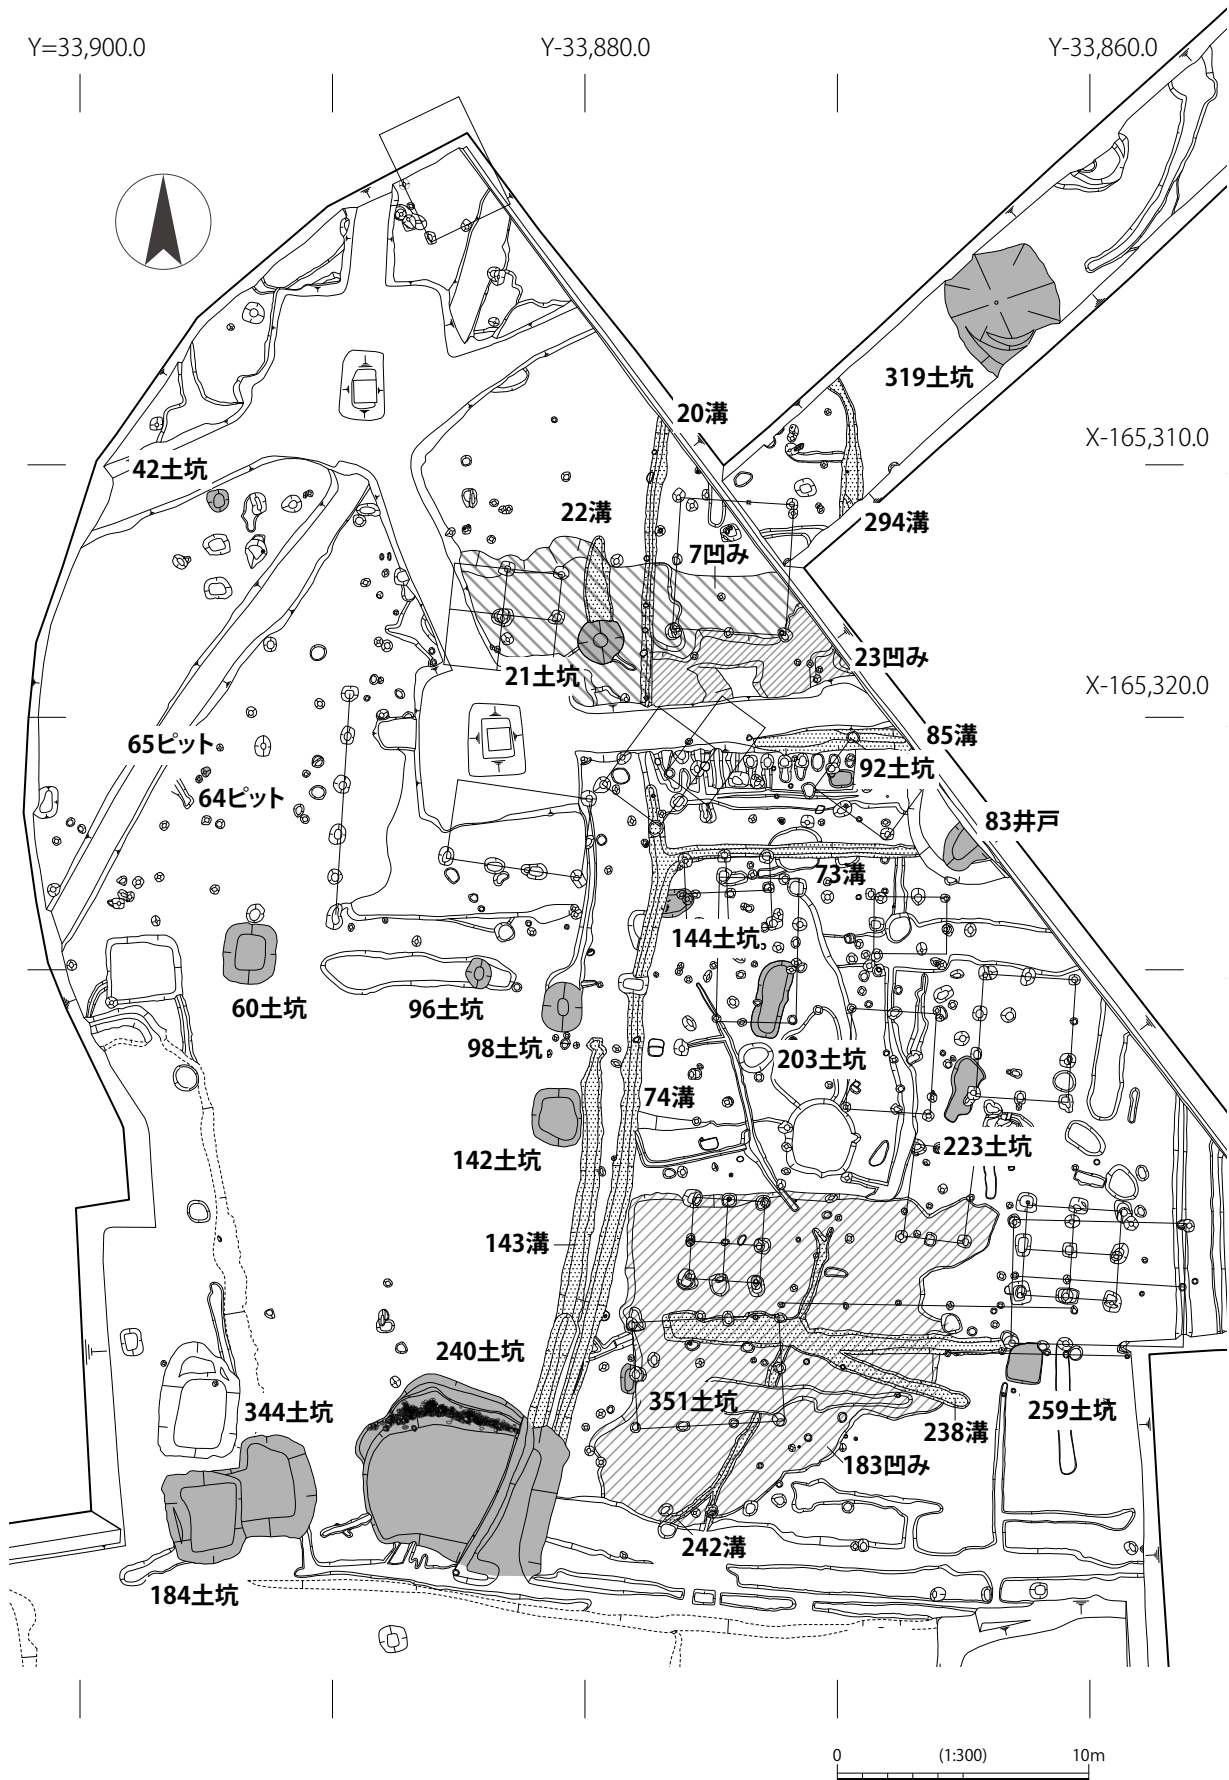 Y=33,900.0
Y-33,880.0
Y-33,860.0
319土坑
20溝
X-165,310.0
42土坑
22溝
294溝
7凹み
23凹み
21土坑
X-165,320.0
65ピット
85溝
92土坑
64ピット
83井戸
73溝
144土坑
60土坑
96土坑
98土坑
203土坑
74溝
142土坑
223土坑
143溝
240土坑
344土坑
351土坑
259土坑
238溝
183凹み
242溝
184土坑
0
(1:300)
10m